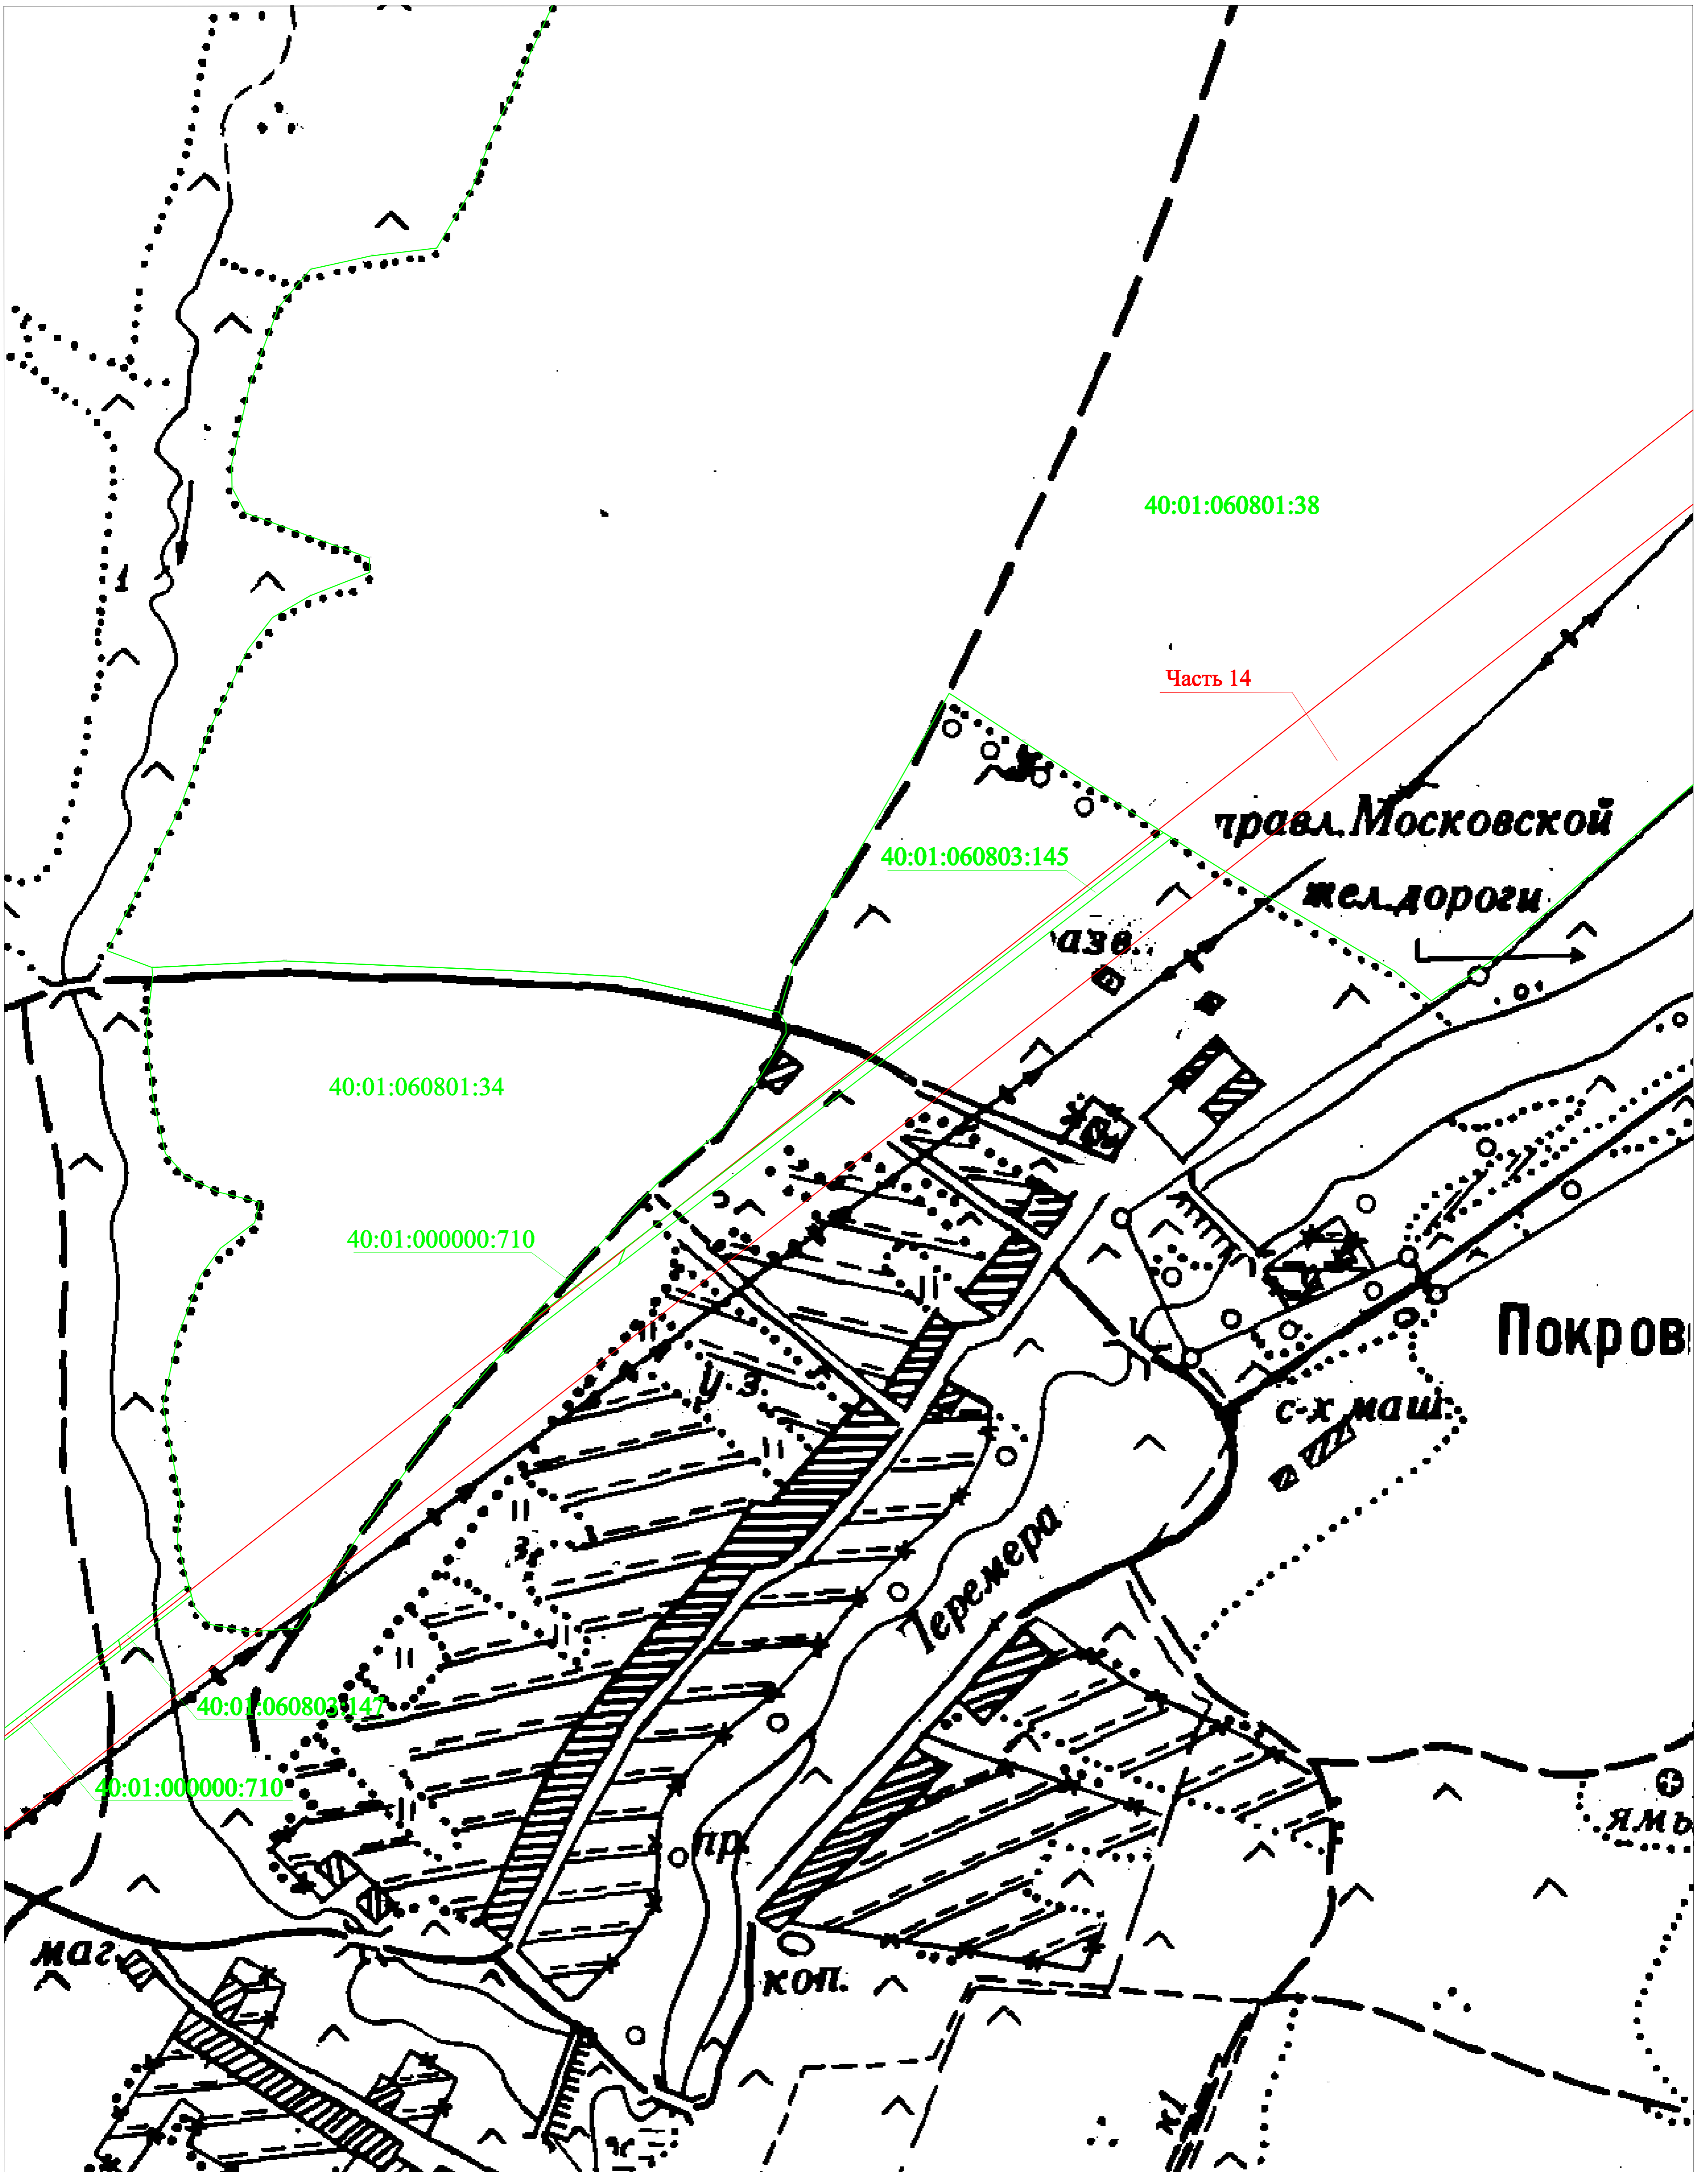 40:01:060801:38
Часть 14
правл. Московской
жел. дороги
40:01:060803:145
азв.
40:01:060801:34
40:01:000000:710
у з.
Покров
с-х маш.
Теремера
40:01:060803:147
40:01:000000:710
ямы
пр.
маг.
коп.